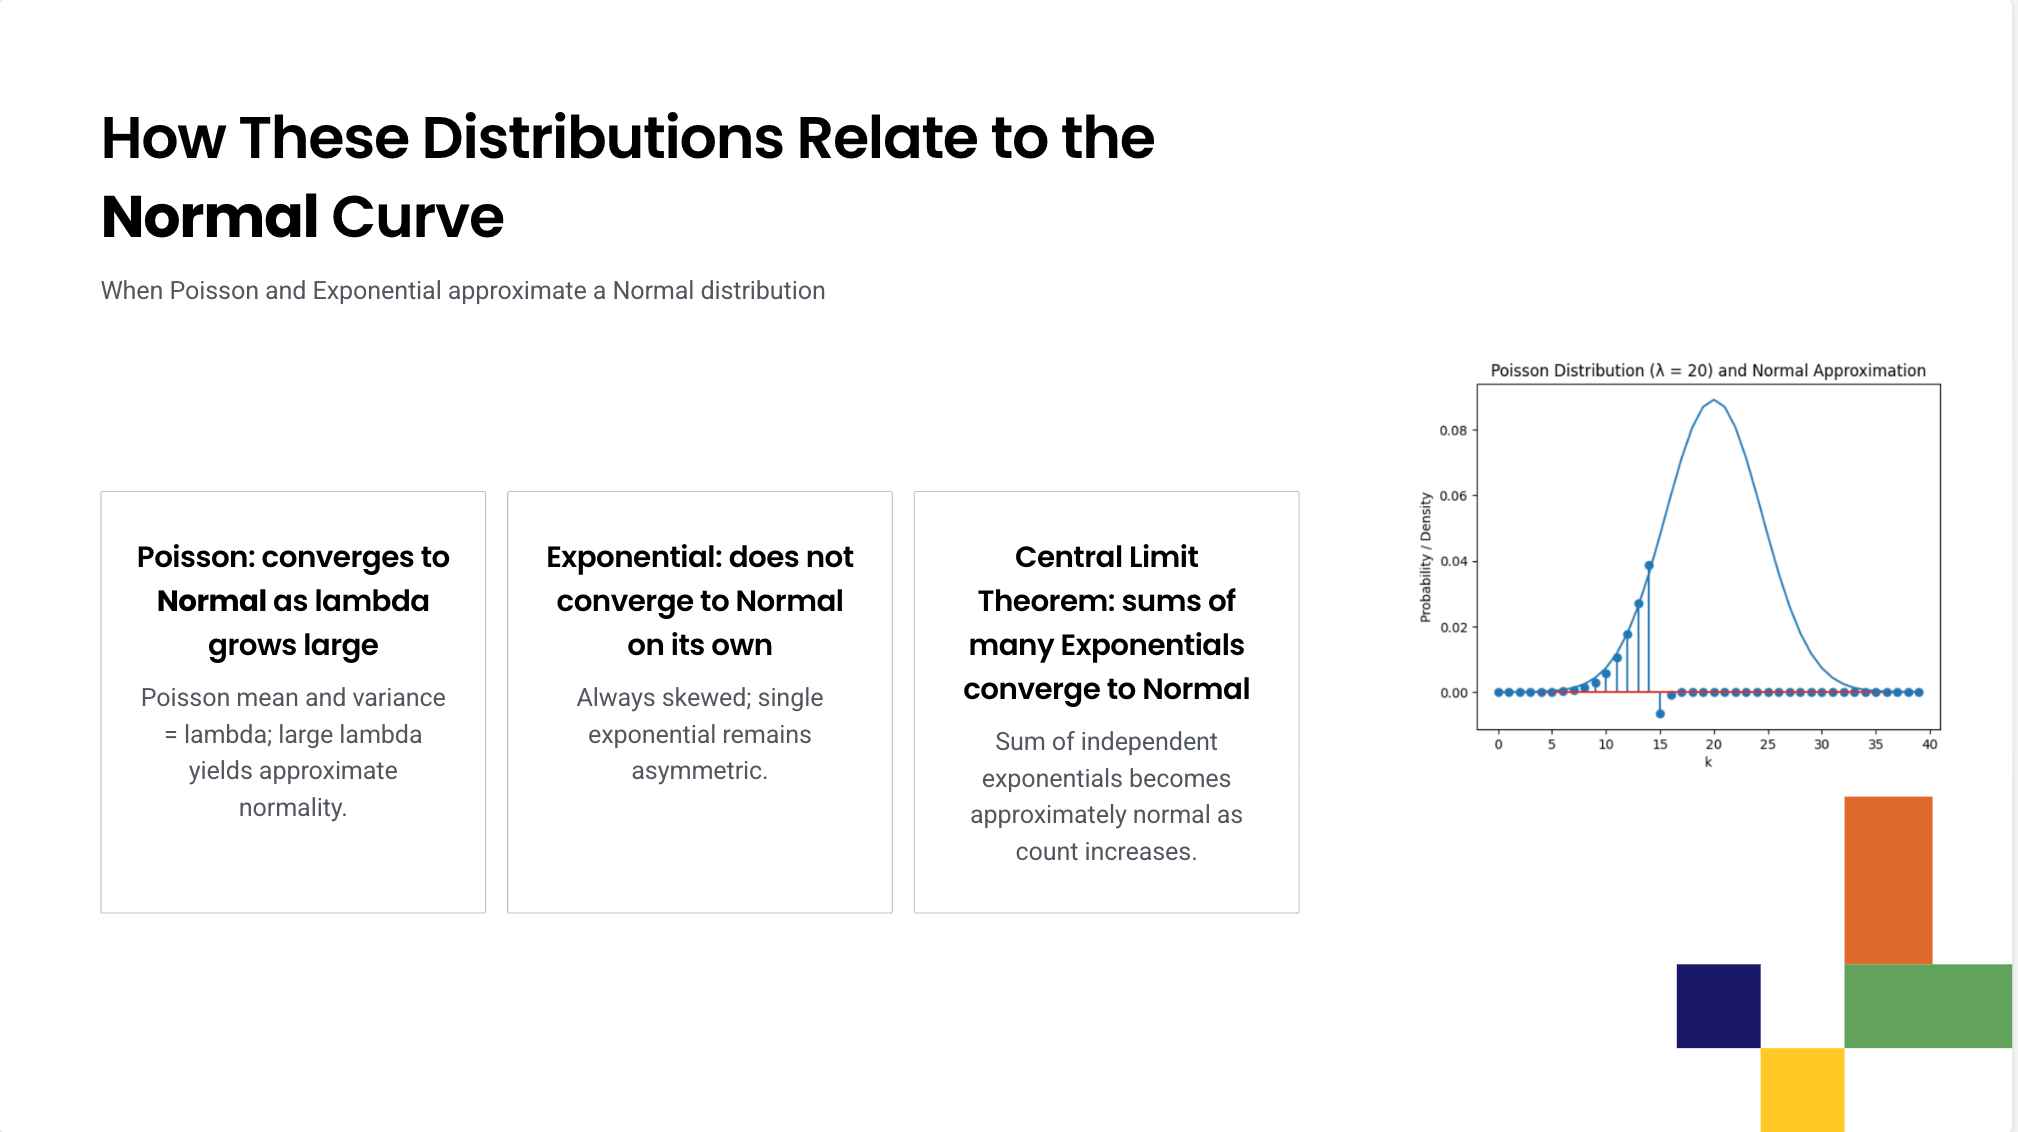 How These Distributions Relate to the
Normal Curve
When Poisson and Exponential approximate a Normal distribution
Poisson: converges to
Normal as lambda
grows large
Poisson mean and variance
= lambda; large lambda
yields approximate
normality.
Exponential: does not
converge to Normal
on its own
Always skewed; single
exponential remains
asymmetric.
Central Limit
Theorem: sums of
many Exponentials
converge to Normal
Sum of independent
exponentials becomes
approximately normal as
count increases.
Poisson Distribution (λ = 20) and Normal Approximation
Probability / Density
0.08
0.06
0.04
0.02
0.00
0 5 10 15 20 25 30 35 40
k